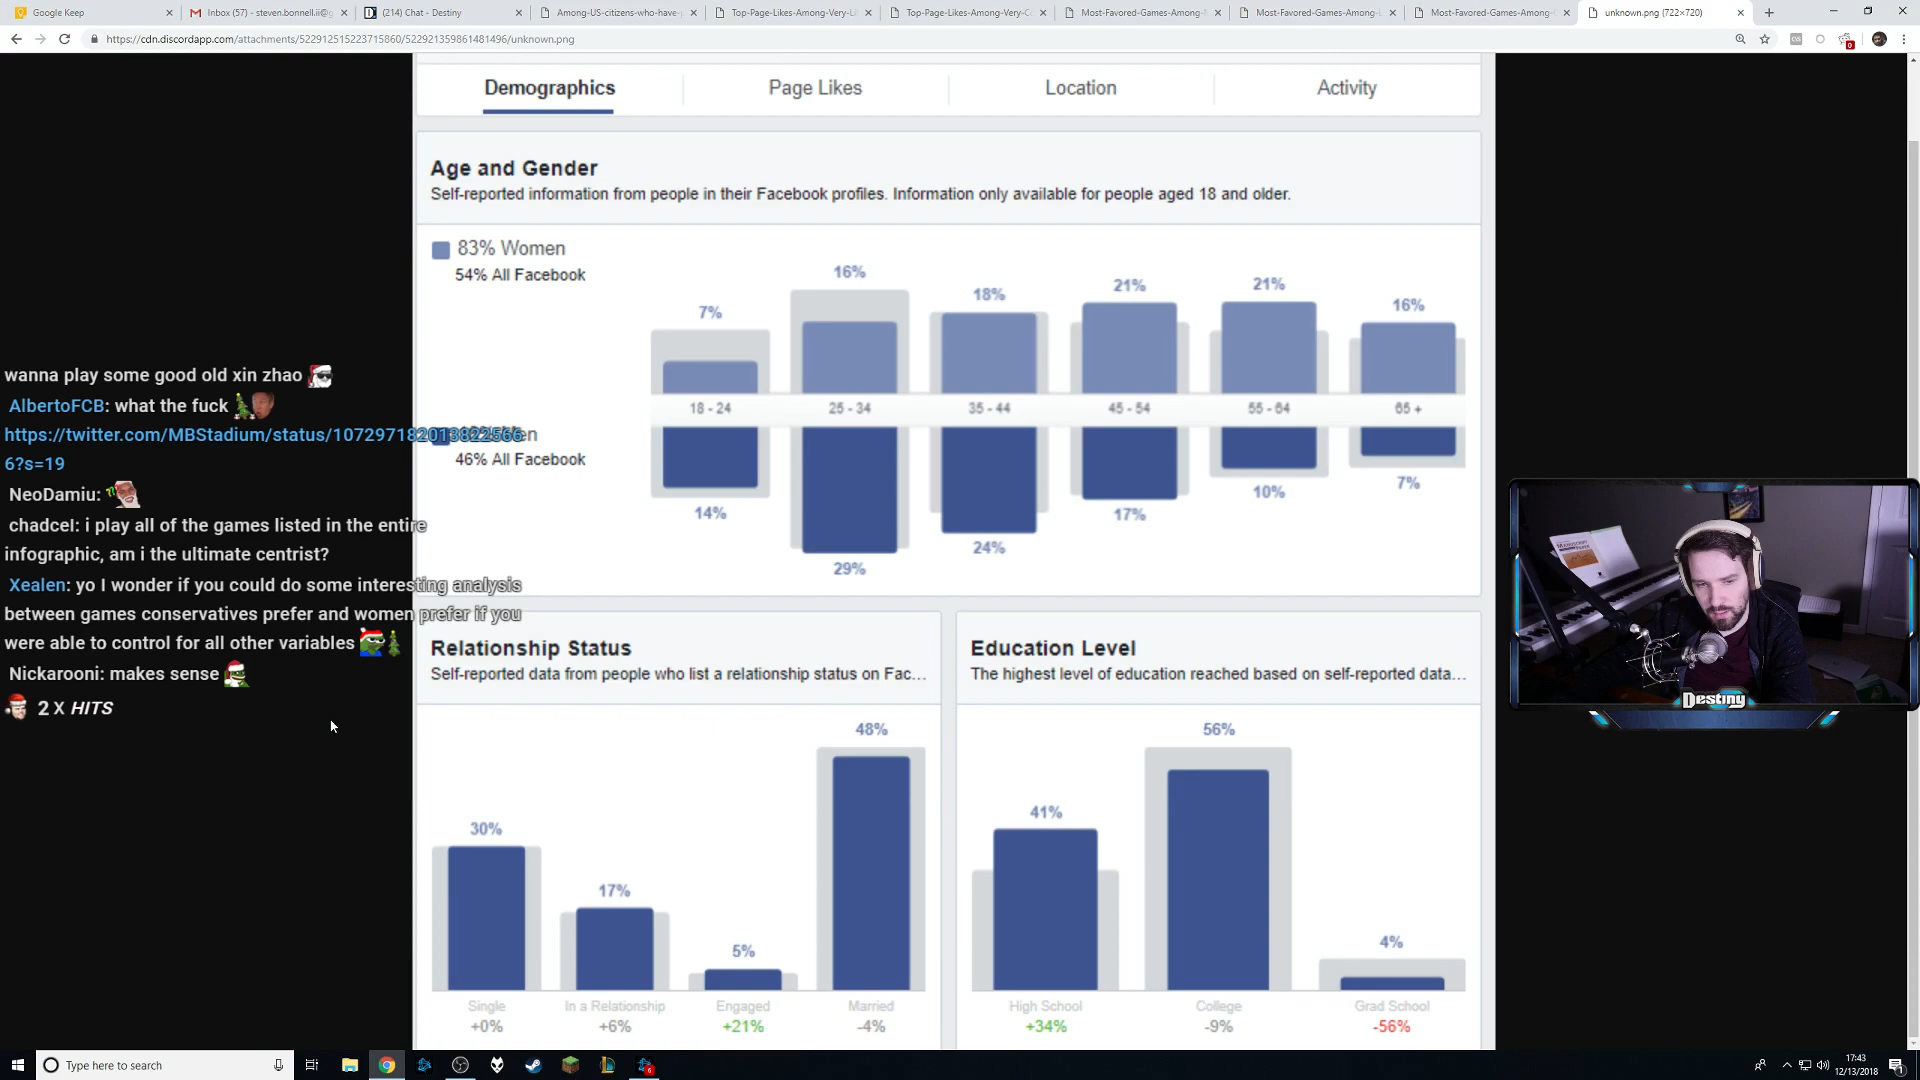 Google Keep
Inbox (57) - steven.bonnell.ii@g
(214) Chat - Destiny
Among-US-citizens-who-have-
Top-Page-Likes-Among-Very-Li
Top-Page-Likes-Among-Very-C
Most-Favored-Games-Among-
Most-Favored-Games-Among-L
Most-Favored-Games-Among-
unknown.png (722×720)
https://cdn.discordapp.com/attachments/522912515223715860/522921359861481496/unknown.png
Demographics
Page Likes
Location
Activity
Age and Gender
Self-reported information from people in their Facebook profiles. Information only available for people aged 18 and older.
83% Women
54% All Facebook
7%
16%
18%
21%
21%
16%
18 - 24
25 - 34
35 - 44
45 - 54
55 - 64
65 +
46% All Facebook
14%
29%
24%
17%
10%
7%
wanna play some good old xin zhao
AlbertoFCB: what the fuck
https://twitter.com/MBStadium/status/107297182013822566
6?s=19
NeoDamiu:
chadcel: i play all of the games listed in the entire
infographic, am i the ultimate centrist?
Xealen: yo I wonder if you could do some interesting analysis
between games conservatives prefer and women prefer if you
were able to control for all other variables
Nickarooni: makes sense
2 X HITS
Relationship Status
Self-reported data from people who list a relationship status on Fac...
48%
30%
17%
5%
Single
In a Relationship
Engaged
Married
+0%
+6%
+21%
-4%
Education Level
The highest level of education reached based on self-reported data...
56%
41%
4%
High School
College
Grad School
+34%
-9%
-56%
Destiny
Type here to search
17:43
12/13/2018